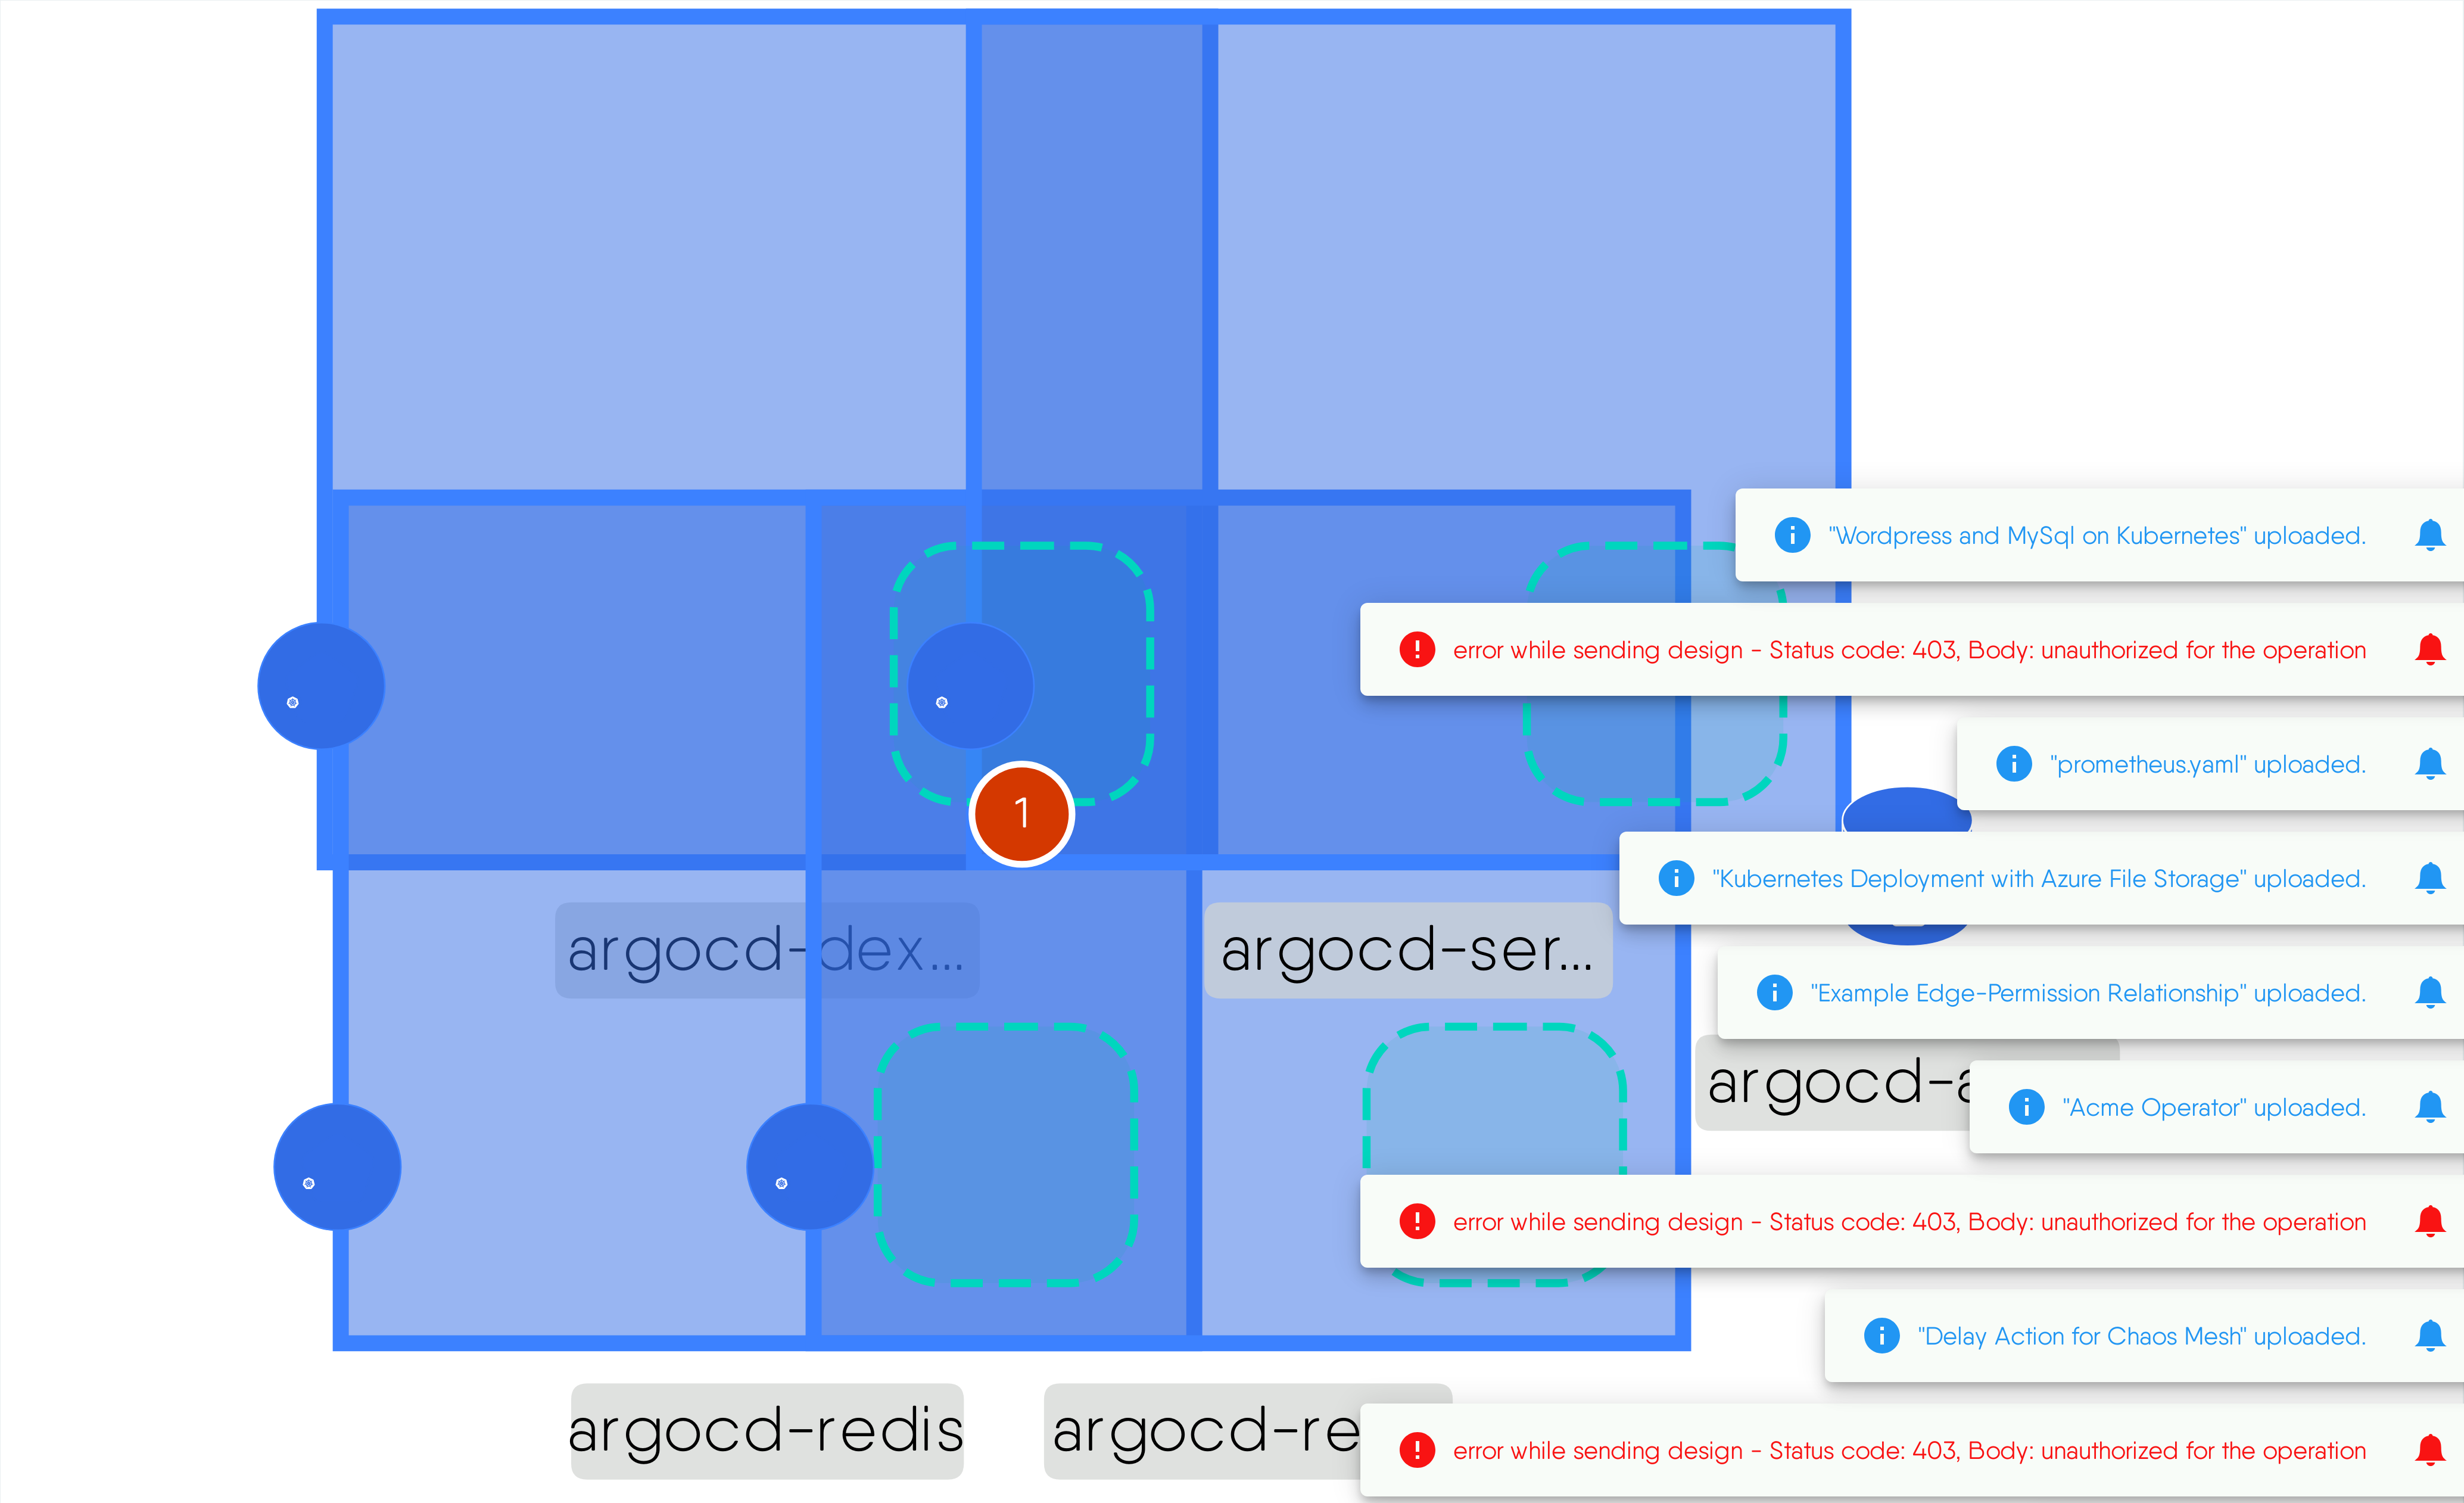 "Wordpress and MySql on Kubernetes" uploaded.
error while sending design - Status code: 403, Body: unauthorized for the operation
"prometheus.yaml" uploaded.
1
"Kubernetes Deployment with Azure File Storage" uploaded.
argocd-dex...
argocd-ser...
"Example Edge-Permission Relationship" uploaded.
argocd-a
"Acme Operator" uploaded.
error while sending design - Status code: 403, Body: unauthorized for the operation
"Delay Action for Chaos Mesh" uploaded.
argocd-redis
argocd-re
error while sending design - Status code: 403, Body: unauthorized for the operation